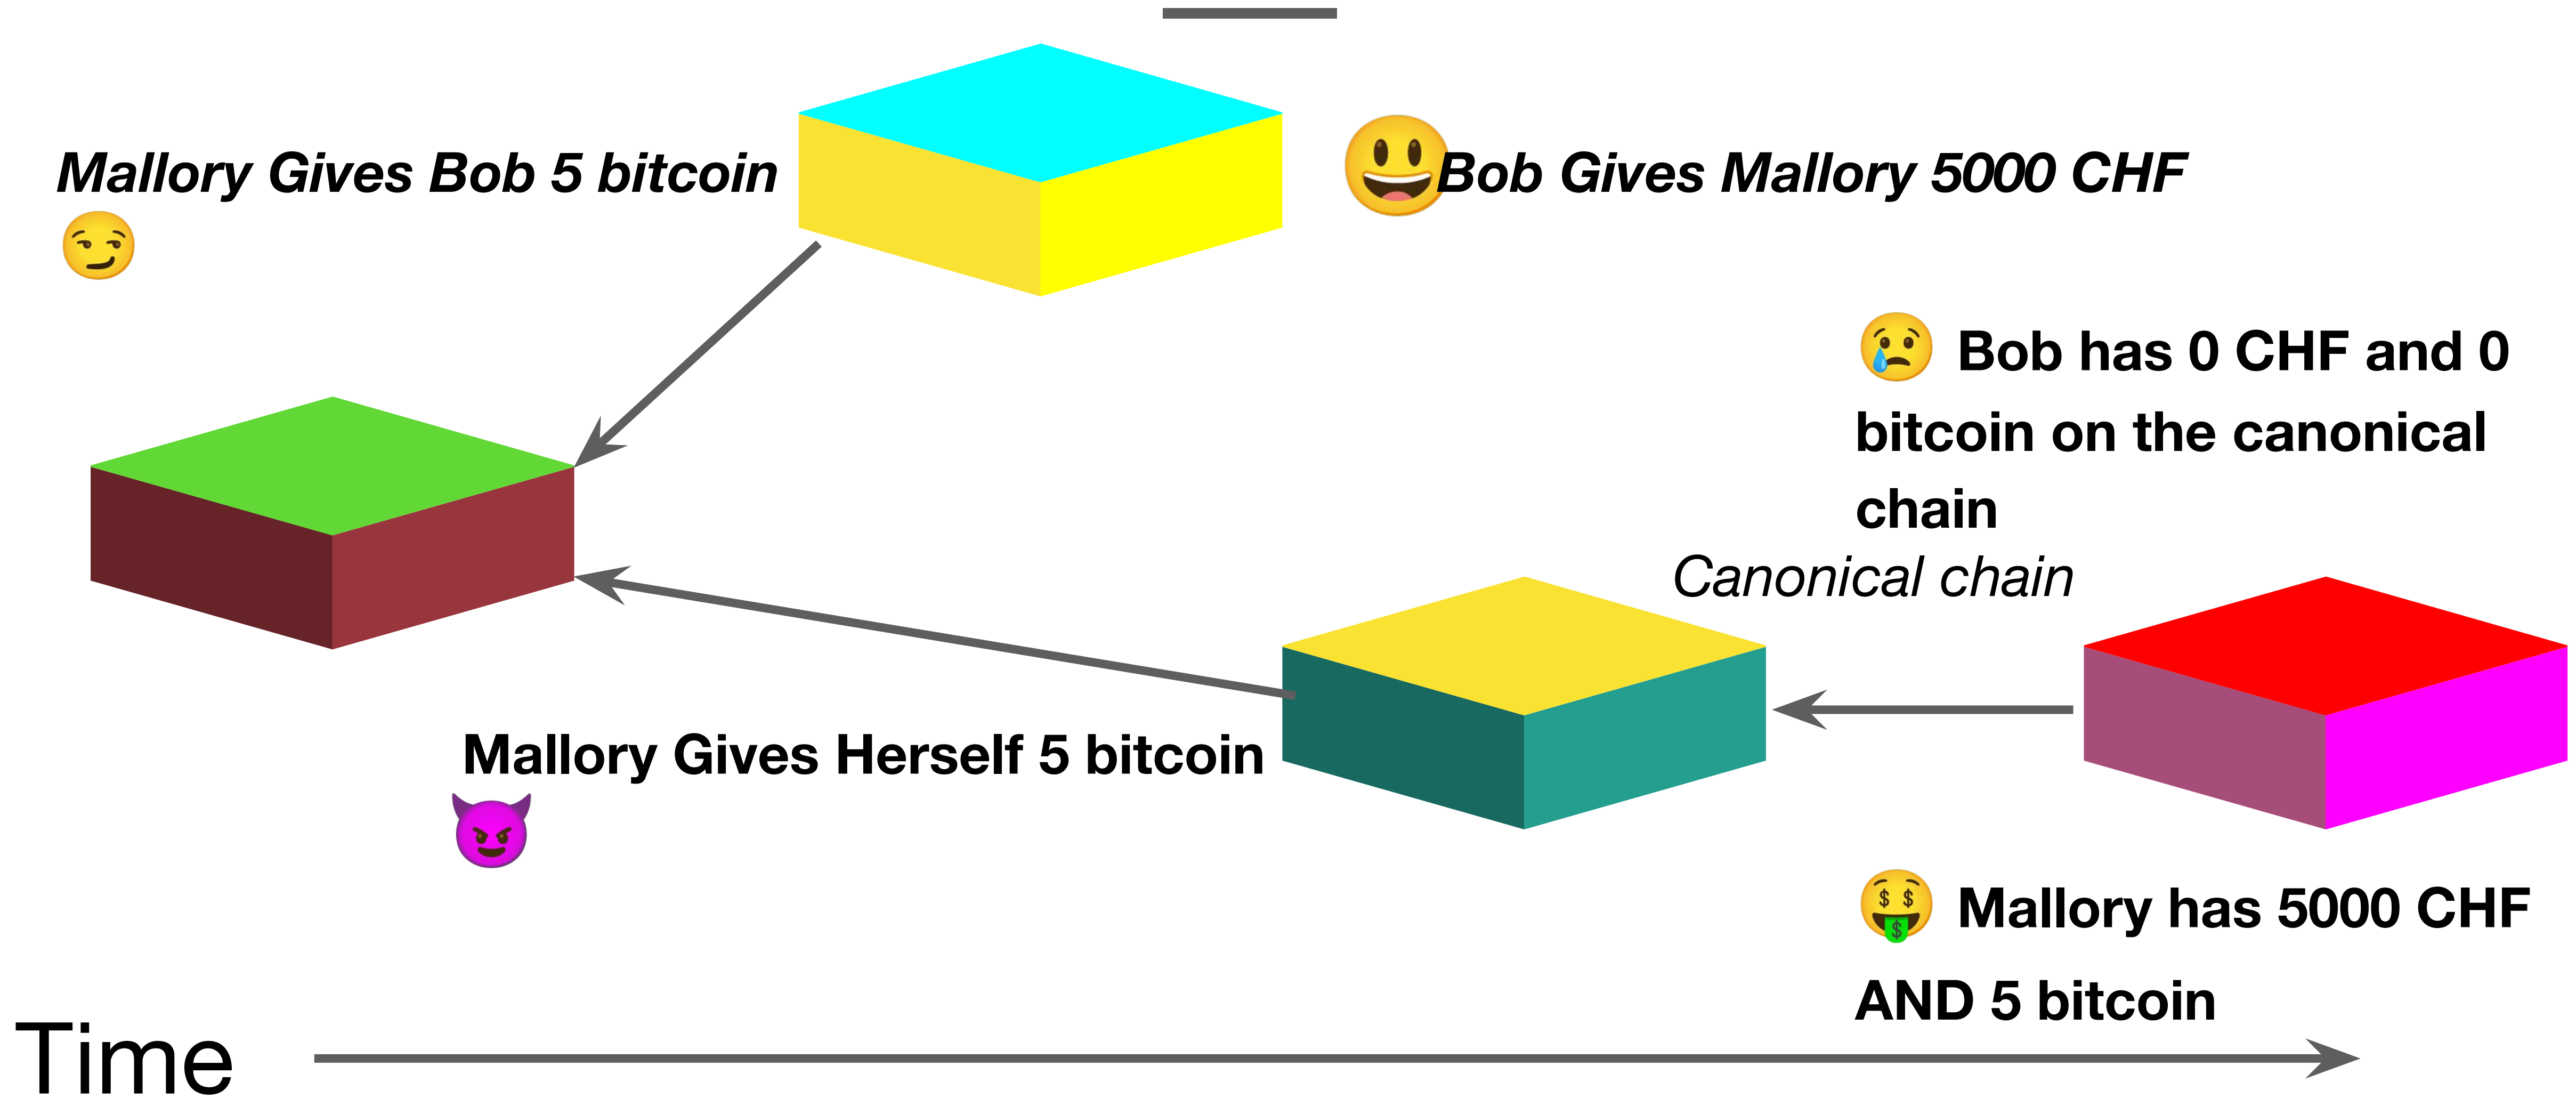 Mallory Gives Bob 5 bitcoin
Bob Gives Mallory 5000 CHF
Bob has 0 CHF and 0
bitcoin on the canonical
chain
Canonical chain
Mallory Gives Herself 5 bitcoin
Mallory has 5000 CHF
AND 5 bitcoin
Time